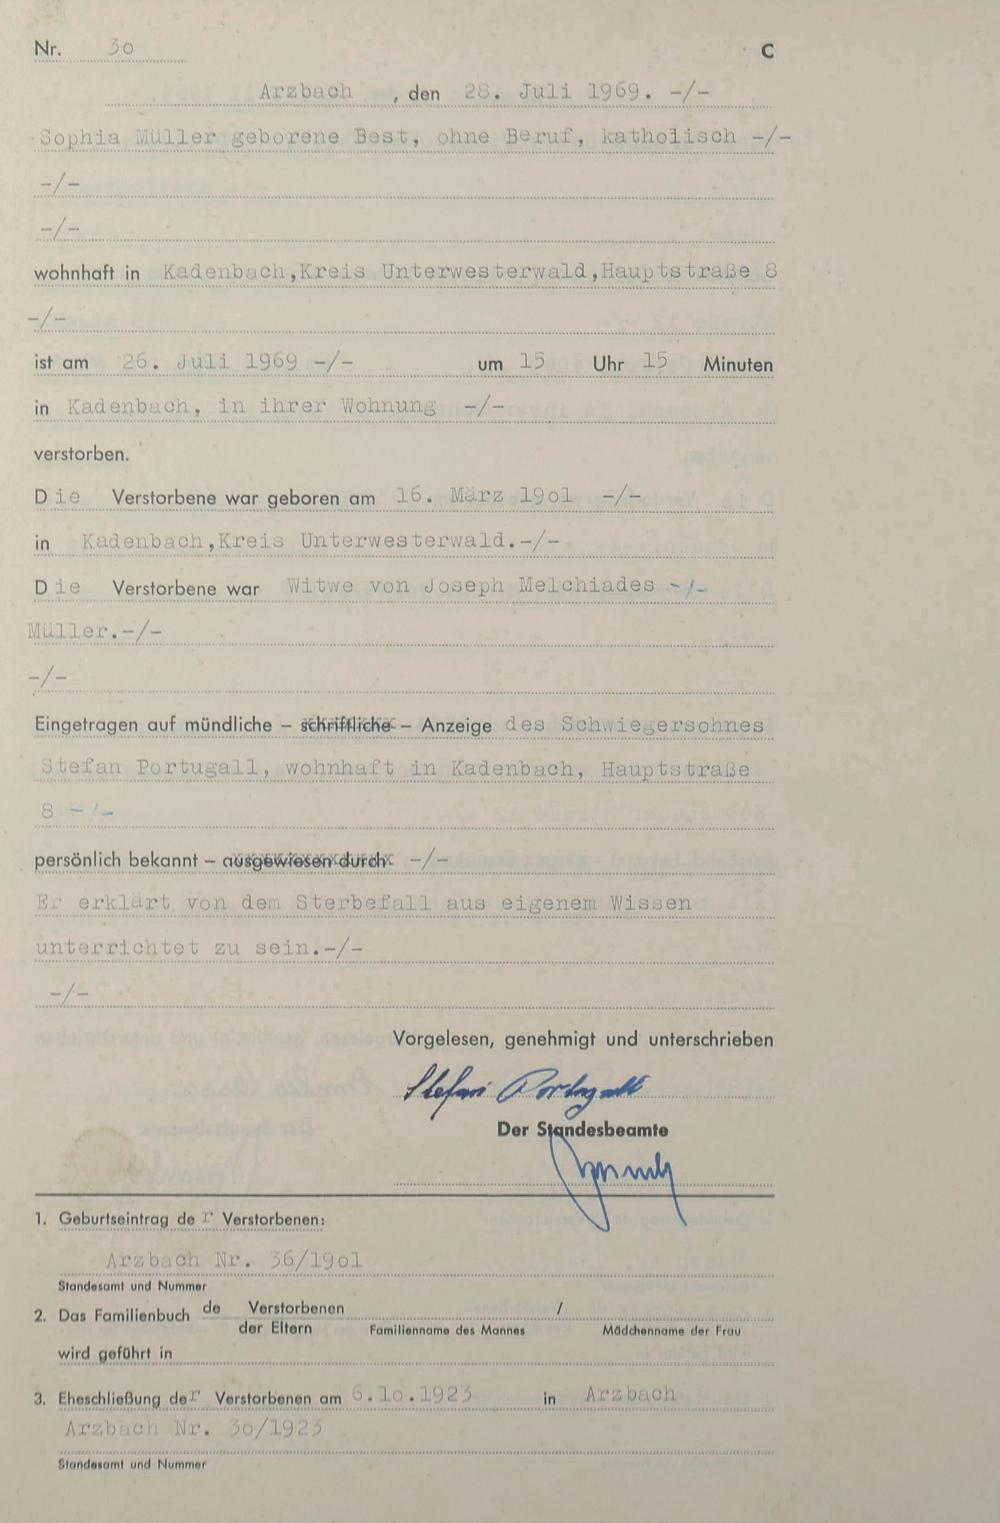 Nr. 30 C
Arzbach, den 28. Juli 1969. -/-
Sophia Müller geborene Best, ohne Beruf, katholisch -/-
-/-
-/-
wohnhaft in Kadenbach,Kreis Unterwesterwald,Hauptstraße 8
-/-
ist am 26. Juli 1969 -/- um 15 Uhr 15 Minuten
in Kadenbach, in ihrer Wohnung -/-
verstorben.
Die Verstorbene war geboren am 16. März 19o1 -/-
in Kadenbach,Kreis Unterwesterwald.-/-
Die Verstorbene war Witwe von Joseph Melchiades -/-
Müller.-/-
-/-
Eingetragen auf mündliche – schriftliche – Anzeige des Schwiegersohnes
Stefan Portugall, wohnhaft in Kadenbach, Hauptstraße
8 -/-
persönlich bekannt – ausgewiesen durch -/-
Er erklärt von dem Sterbefall aus eigenem Wissen
unterrichtet zu sein.-/-
-/-
Vorgelesen, genehmigt und unterschrieben
Stefan Portugall
Der Standesbeamte
1. Geburtseintrag der Verstorbenen:
Arzbach Nr. 36/19o1
Standesamt und Nummer
2. Das Familienbuch de Verstorbenen /
der Eltern Familienname des Mannes Mädchenname der Frau
wird geführt in
3. Eheschließung der Verstorbenen am 6.1o.1923 in Arzbach
Arzbach Nr. 3o/1923
Standesamt und Nummer